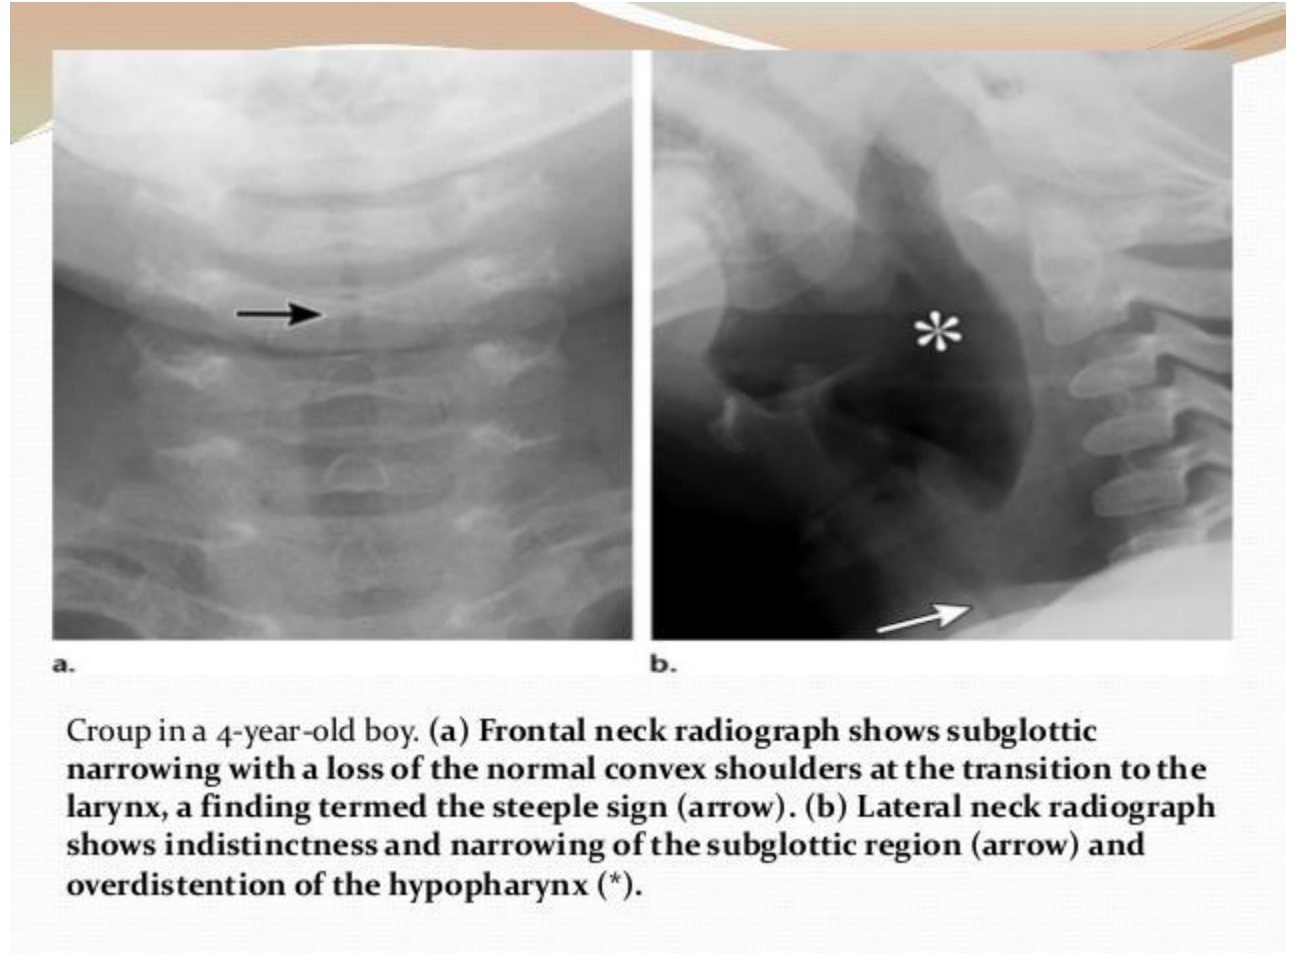 a.
b.
Croup in a 4-year-old boy. (a) Frontal neck radiograph shows subglottic
narrowing with a loss of the normal convex shoulders at the transition to the
larynx, a finding termed the steeple sign (arrow). (b) Lateral neck radiograph
shows indistinctness and narrowing of the subglottic region (arrow) and
overdistention of the hypopharynx (*).